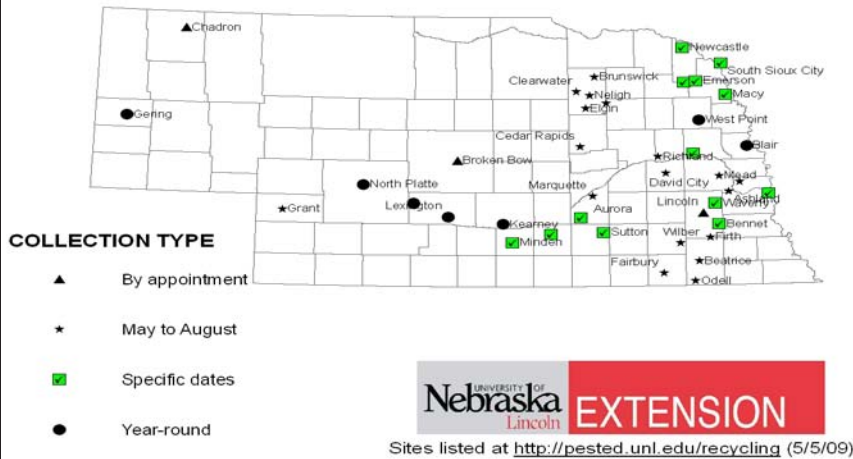 Chadron
Newcastle
South Sioux City
Clearwater
Brunswick
Emerson
Neligh
Macy
Elgin
Gering
West Point
Cedar Rapids
Blair
Richland
Broken Bow
North Platte
David City
Mead
Marquette
Grant
Lexington
Lincoln
Waverly
Ashland
Aurora
Kearney
Bennet
Minden
Sutton
Wilber
Firth
Fairbury
Beatrice
Odell
COLLECTION TYPE
By appointment
May to August
Specific dates
Year-round
UNIVERSITY OF
Nebraska
Lincoln
EXTENSION
Sites listed at http://pested.unl.edu/recycling (5/5/09)